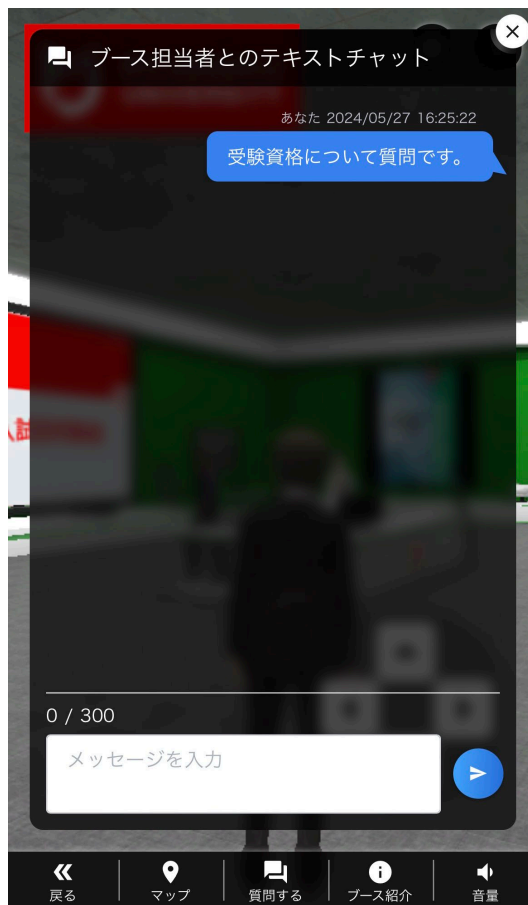 ブース担当者とのテキストチャット
あなた 2024/05/27 16:25:22
受験資格について質問です。
0 / 300
メッセージを入力
戻る
マップ
質問する
ブース紹介
音量